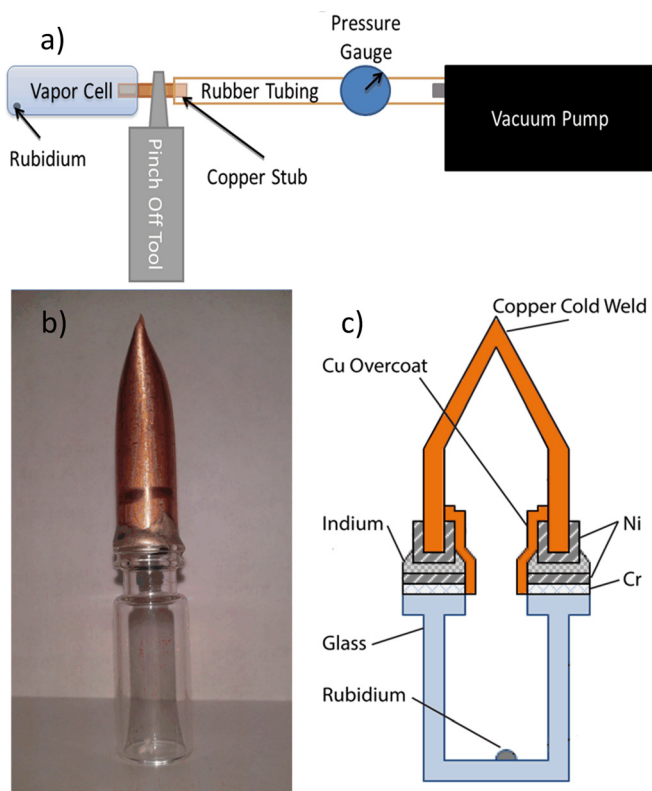 a)
Pressure
Gauge
Vapor Cell
Rubber Tubing
Vacuum Pump
Rubidium
Copper Stub
Pinch Off Tool
b)
c)
Copper Cold Weld
Cu Overcoat
Indium
Ni
Cr
Glass
Rubidium